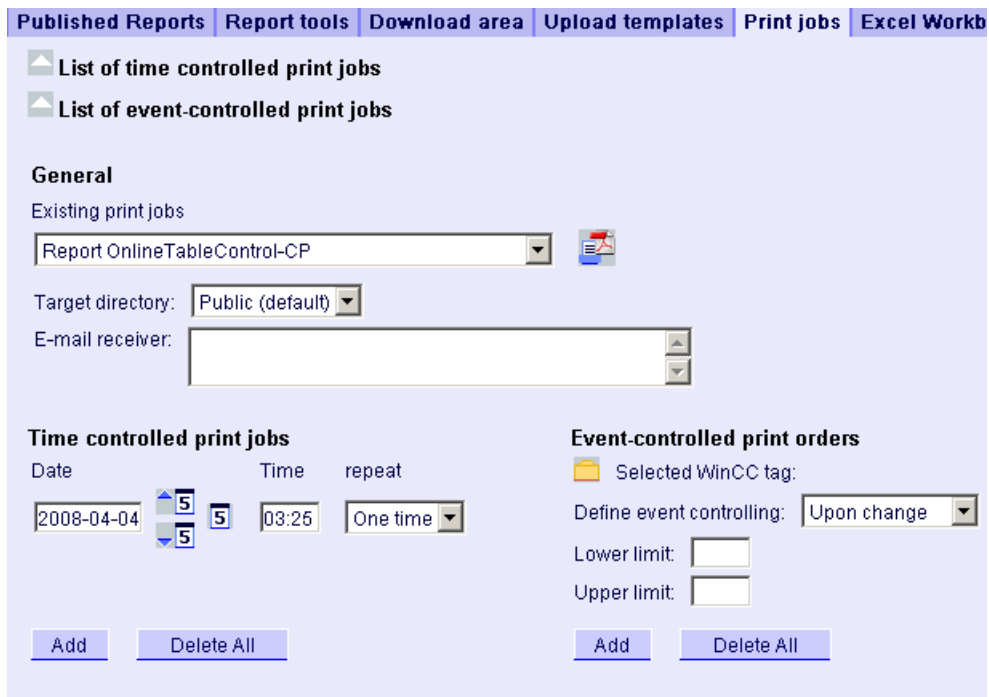 Published Reports Report tools Download area Upload templates Print jobs Excel Workb
List of time controlled print jobs
List of event-controlled print jobs
General
Existing print jobs
Report OnlineTableControl-CP
Target directory: Public (default)
E-mail receiver:
Time controlled print jobs
Date Time repeat
2008-04-04 5 5 5 03:25 One time
Add Delete All
Event-controlled print orders
Selected WinCC tag:
Define event controlling: Upon change
Lower limit:
Upper limit:
Add Delete All